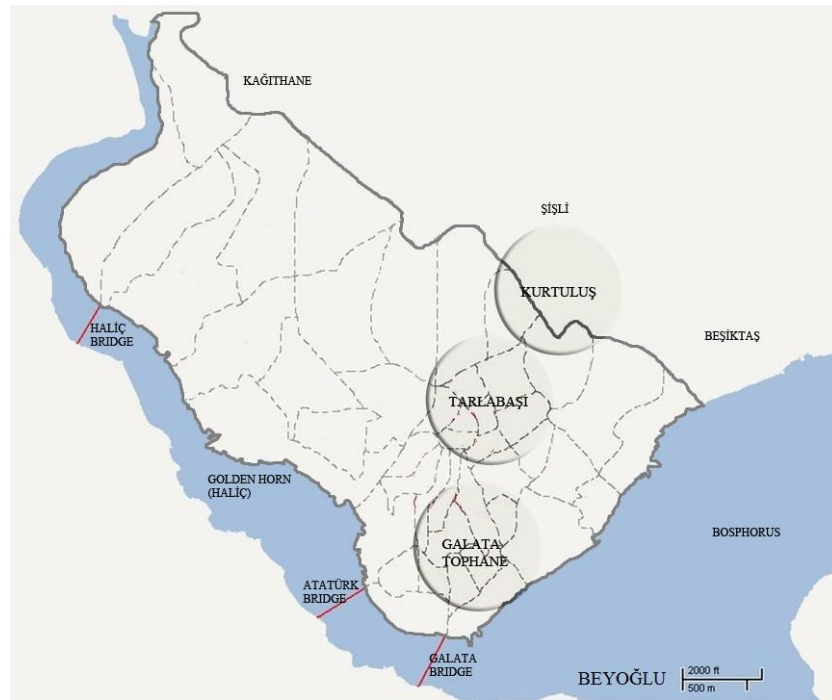 KAĞITHANE
ŞİŞLİ
KURTULUŞ
BEŞİKTAŞ
HALİÇ
BRIDGE
TARLABAŞI
GOLDEN HORN
(HALİÇ)
BOSPHORUS
GALATA
TOPHANE
ATATÜRK
BRIDGE
GALATA
BRIDGE
BEYOĞLU
2000 ft
500 m